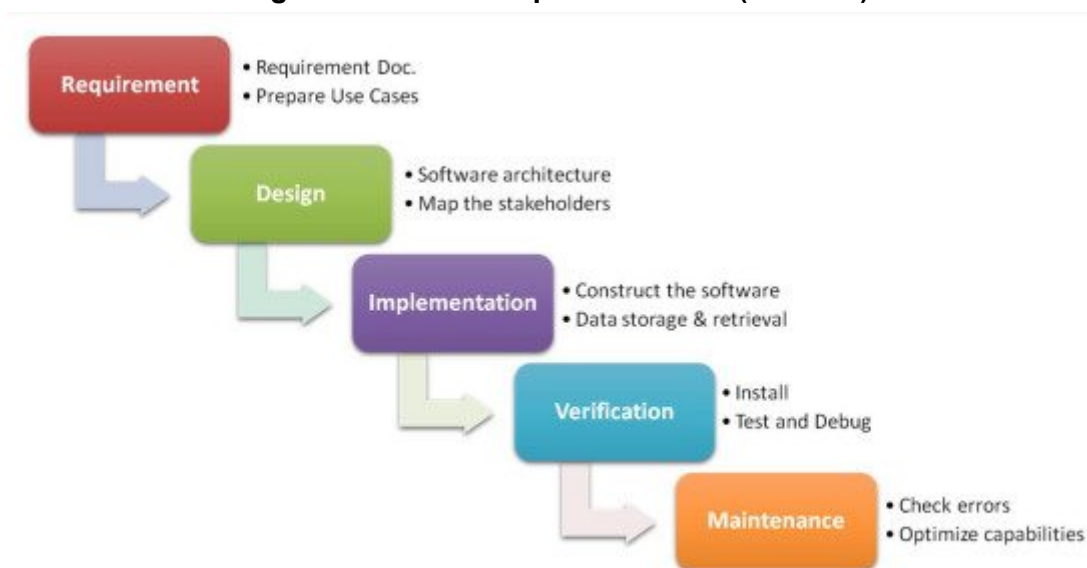 Requirement
• Requirement Doc.
• Prepare Use Cases
Design
• Software architecture
• Map the stakeholders
Implementation
• Construct the software
• Data storage & retrieval
Verification
• Install
• Test and Debug
Maintenance
• Check errors
• Optimize capabilities